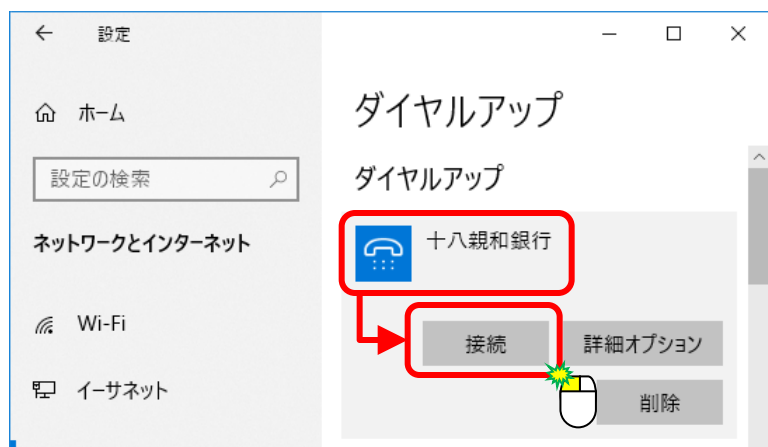 設定
ホーム
設定の検索
ネットワークとインターネット
Wi-Fi
イーサネット
ダイヤルアップ
ダイヤルアップ
十八親和銀行
接続
詳細オプション
削除